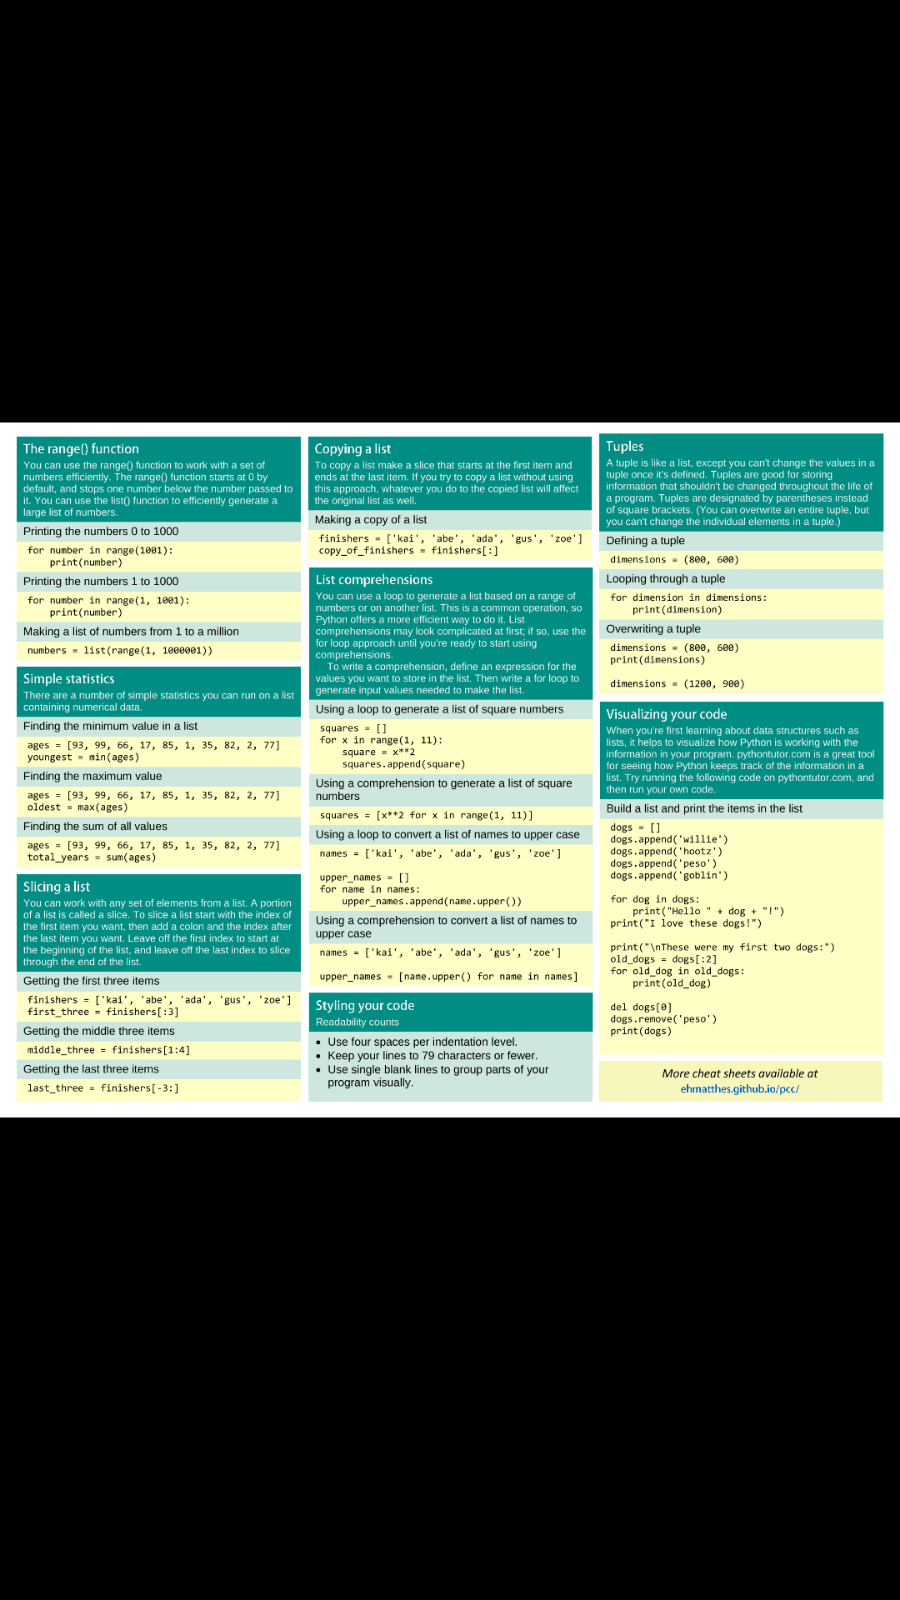 The range() function
You can use the range() function to work with a set of
numbers efficiently. The range() function starts at 0 by
default, and stops one number below the number passed to
it. You can use the list() function to efficiently generate a
large list of numbers.
Printing the numbers 0 to 1000
for number in range(1001):
    print(number)
Printing the numbers 1 to 1000
for number in range(1, 1001):
    print(number)
Making a list of numbers from 1 to a million
numbers = list(range(1, 1000001))
Simple statistics
There are a number of simple statistics you can run on a list
containing numerical data.
Finding the minimum value in a list
ages = [93, 99, 66, 17, 85, 1, 35, 82, 2, 77]
youngest = min(ages)
Finding the maximum value
ages = [93, 99, 66, 17, 85, 1, 35, 82, 2, 77]
oldest = max(ages)
Finding the sum of all values
ages = [93, 99, 66, 17, 85, 1, 35, 82, 2, 77]
total_years = sum(ages)
Slicing a list
You can work with any set of elements from a list. A portion
of a list is called a slice. To slice a list start with the index of
the first item you want, then add a colon and the index after
the last item you want. Leave off the first index to start at
the beginning of the list, and leave off the last index to slice
through the end of the list.
Getting the first three items
finishers = ['kai', 'abe', 'ada', 'gus', 'zoe']
first_three = finishers[:3]
Getting the middle three items
middle_three = finishers[1:4]
Getting the last three items
last_three = finishers[-3:]
Copying a list
To copy a list make a slice that starts at the first item and
ends at the last item. If you try to copy a list without using
this approach, whatever you do to the copied list will affect
the original list as well.
Making a copy of a list
finishers = ['kai', 'abe', 'ada', 'gus', 'zoe']
copy_of_finishers = finishers[:]
List comprehensions
You can use a loop to generate a list based on a range of
numbers or on another list. This is a common operation, so
Python offers a more efficient way to do it. List
comprehensions may look complicated at first; if so, use the
for loop approach until you're ready to start using
comprehensions.
    To write a comprehension, define an expression for the
values you want to store in the list. Then write a for loop to
generate input values needed to make the list.
Using a loop to generate a list of square numbers
squares = []
for x in range(1, 11):
    square = x**2
    squares.append(square)
Using a comprehension to generate a list of square
numbers
squares = [x**2 for x in range(1, 11)]
Using a loop to convert a list of names to upper case
names = ['kai', 'abe', 'ada', 'gus', 'zoe']
upper_names = []
for name in names:
    upper_names.append(name.upper())
Using a comprehension to convert a list of names to
upper case
names = ['kai', 'abe', 'ada', 'gus', 'zoe']
upper_names = [name.upper() for name in names]
Styling your code
Readability counts
• Use four spaces per indentation level.
• Keep your lines to 79 characters or fewer.
• Use single blank lines to group parts of your
program visually.
Tuples
A tuple is like a list, except you can't change the values in a
tuple once it's defined. Tuples are good for storing
information that shouldn't be changed throughout the life of
a program. Tuples are designated by parentheses instead
of square brackets. (You can overwrite an entire tuple, but
you can't change the individual elements in a tuple.)
Defining a tuple
dimensions = (800, 600)
Looping through a tuple
for dimension in dimensions:
    print(dimension)
Overwriting a tuple
dimensions = (800, 600)
print(dimensions)
dimensions = (1200, 900)
Visualizing your code
When you're first learning about data structures such as
lists, it helps to visualize how Python is working with the
information in your program. pythontutor.com is a great tool
for seeing how Python keeps track of the information in a
list. Try running the following code on pythontutor.com, and
then run your own code.
Build a list and print the items in the list
dogs = []
dogs.append('willie')
dogs.append('hootz')
dogs.append('peso')
dogs.append('goblin')
for dog in dogs:
    print("Hello " + dog + "!")
print("I love these dogs!")
print("\nThese were my first two dogs:")
old_dogs = dogs[:2]
for old_dog in old_dogs:
    print(old_dog)
del dogs[0]
dogs.remove('peso')
print(dogs)
More cheat sheets available at
ehmatthes.github.io/pcc/